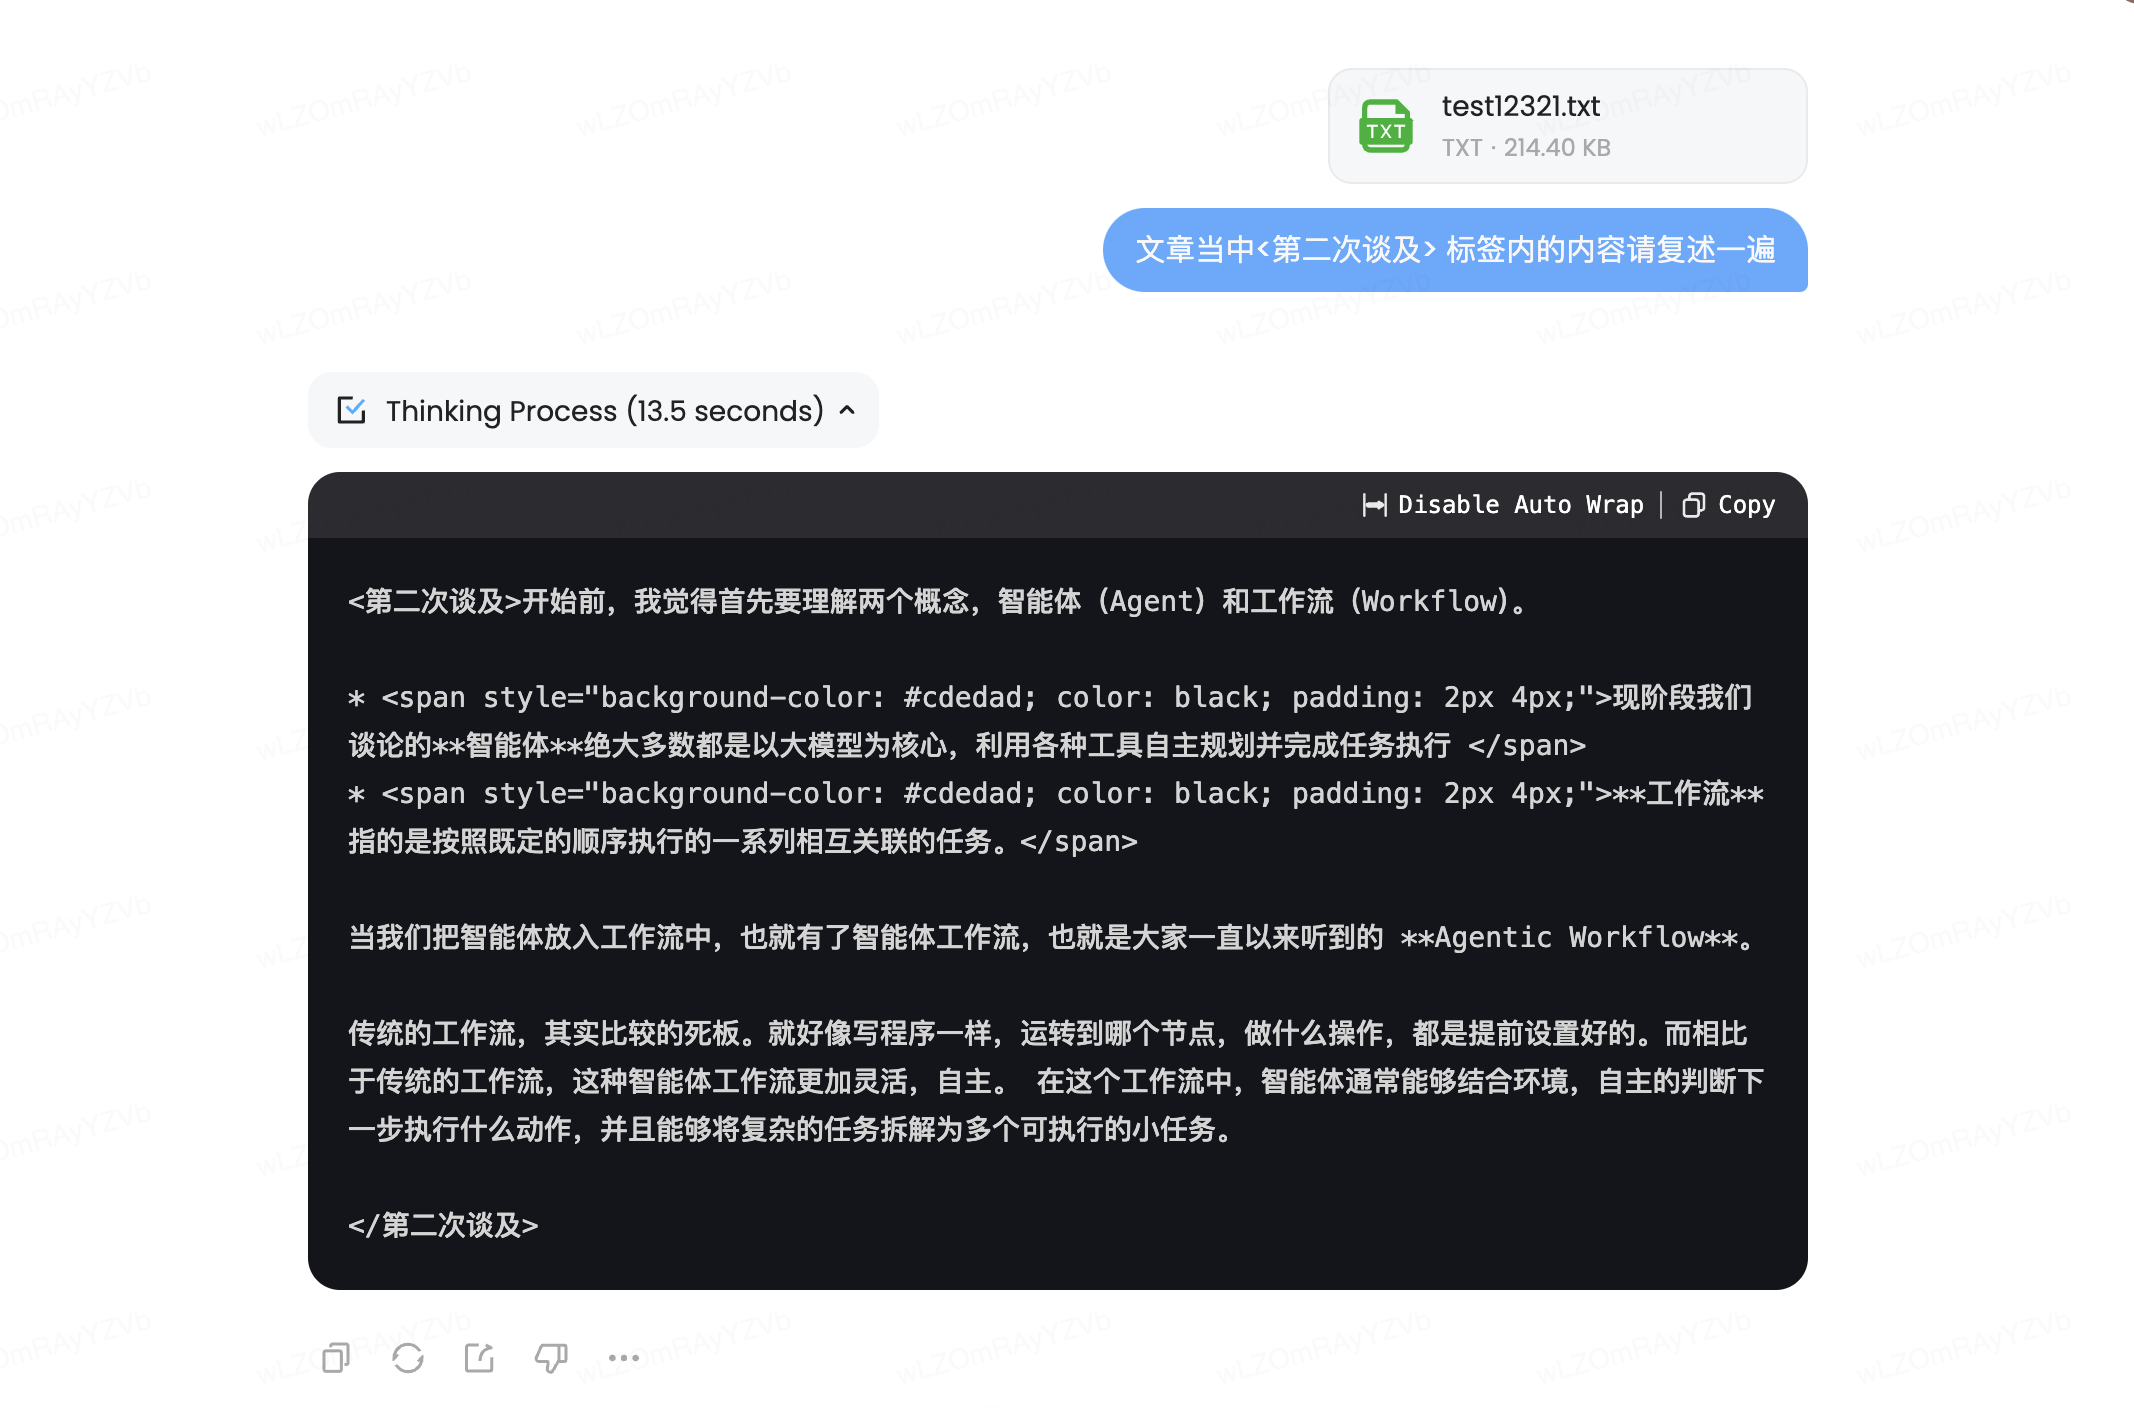 test12321.txt
TXT
TXT · 214.40 KB
文章当中<第二次谈及> 标签内的内容请复述一遍
Thinking Process (13.5 seconds)
Disable Auto Wrap | Copy
<第二次谈及>开始前，我觉得首先要理解两个概念，智能体（Agent）和工作流（Workflow）。
* <span style="background-color: #cdedad; color: black; padding: 2px 4px;">现阶段我们
谈论的**智能体**绝大多数都是以大模型为核心，利用各种工具自主规划并完成任务执行 </span>
* <span style="background-color: #cdedad; color: black; padding: 2px 4px;">**工作流**
指的是按照既定的顺序执行的一系列相互关联的任务。</span>
当我们把智能体放入工作流中，也就有了智能体工作流，也就是大家一直以来听到的 **Agentic Workflow**。
传统的工作流，其实比较的死板。就好像写程序一样，运转到哪个节点，做什么操作，都是提前设置好的。而相比
于传统的工作流，这种智能体工作流更加灵活，自主。 在这个工作流中，智能体通常能够结合环境，自主的判断下
一步执行什么动作，并且能够将复杂的任务拆解为多个可执行的小任务。
</第二次谈及>
wLZOmRAyYZVb